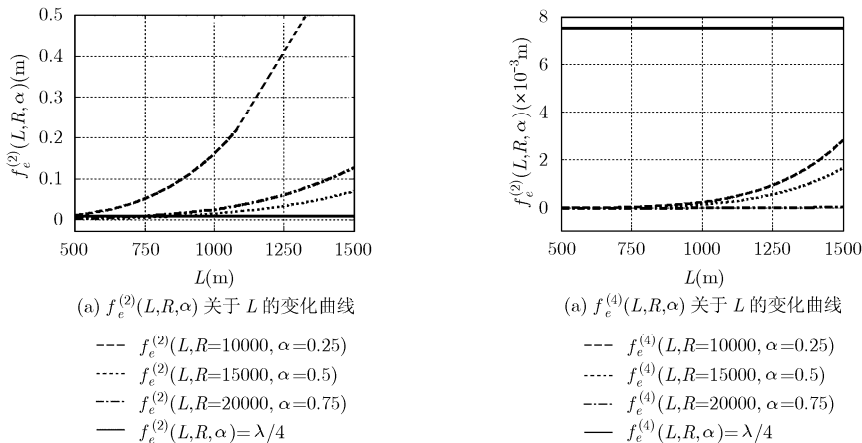 f_e^{(2)}(L,R,α)(m)
0.5
0.4
0.3
0.2
0.1
0
500 750 1000 1250 1500
L(m)
(a) f_e^{(2)}(L,R,α) 关于 L 的变化曲线
f_e^{(2)}(L,R=10000, α=0.25)
f_e^{(2)}(L,R=15000, α=0.5)
f_e^{(2)}(L,R=20000, α=0.75)
f_e^{(2)}(L,R,α)=λ/4
f_e^{(2)}(L,R,α)(×10⁻³m)
8
6
4
2
0
500 750 1000 1250 1500
L(m)
(a) f_e^{(4)}(L,R,α) 关于 L 的变化曲线
f_e^{(4)}(L,R=10000, α=0.25)
f_e^{(4)}(L,R=15000, α=0.5)
f_e^{(4)}(L,R=20000, α=0.75)
f_e^{(4)}(L,R,α)=λ/4